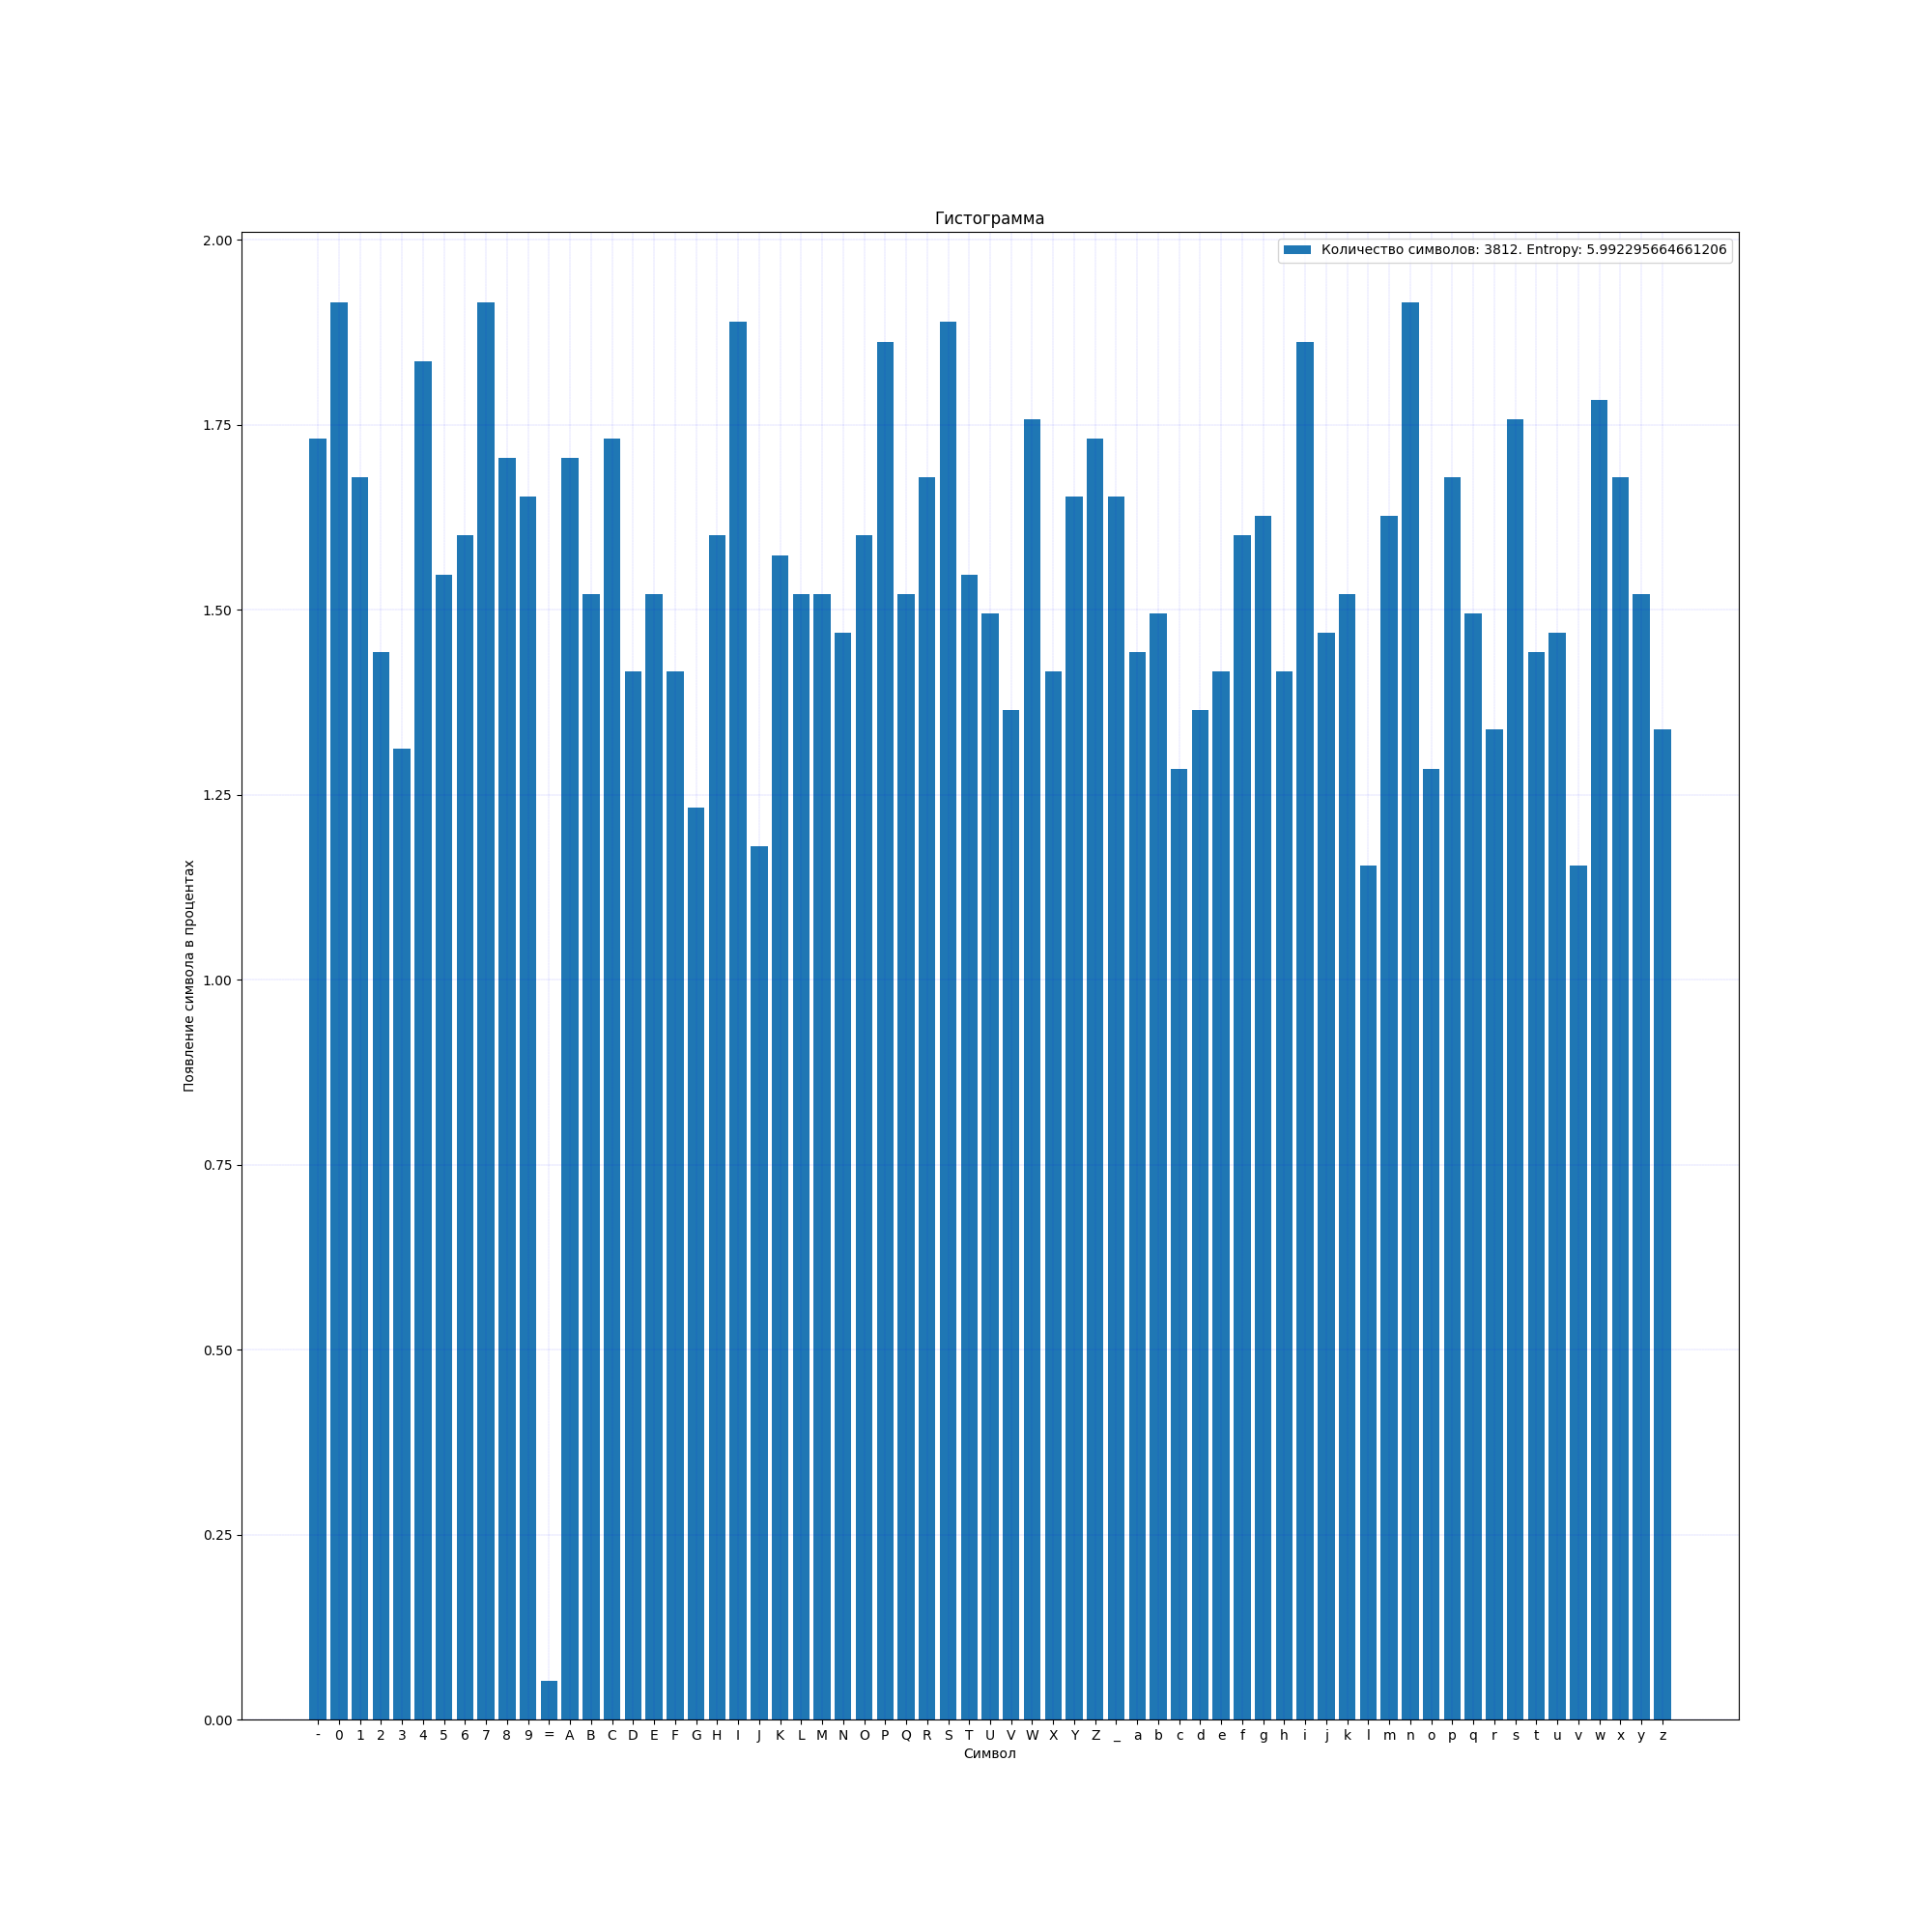 Гистограмма
Количество символов: 3812. Entropy: 5.992295664661206
2.00
1.75
1.50
1.25
1.00
0.75
0.50
0.25
0.00
Появление символа в процентах
- 0 1 2 3 4 5 6 7 8 9 = A B C D E F G H I J K L M N O P Q R S T U V W X Y Z _ a b c d e f g h i j k l m n o p q r s t u v w x y z
Символ